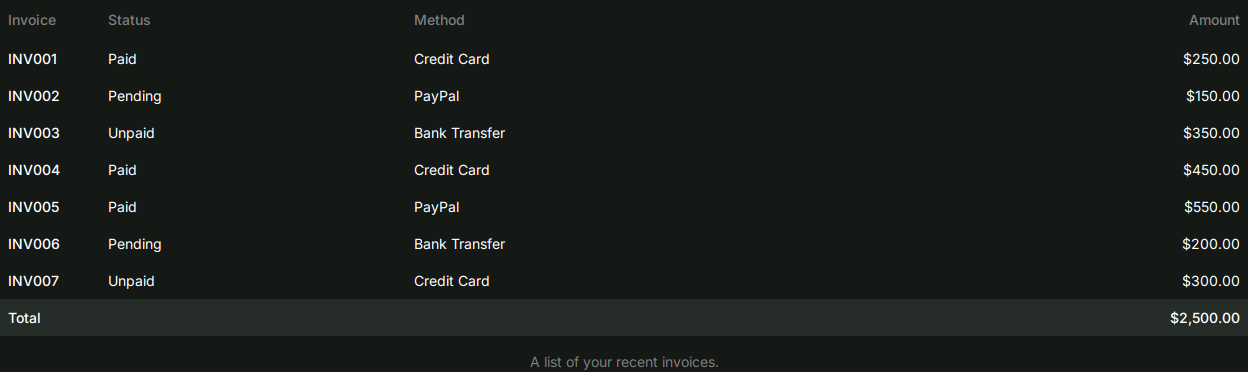 Invoice Status Method Amount
INV001 Paid Credit Card $250.00
INV002 Pending PayPal $150.00
INV003 Unpaid Bank Transfer $350.00
INV004 Paid Credit Card $450.00
INV005 Paid PayPal $550.00
INV006 Pending Bank Transfer $200.00
INV007 Unpaid Credit Card $300.00
Total $2,500.00
A list of your recent invoices.